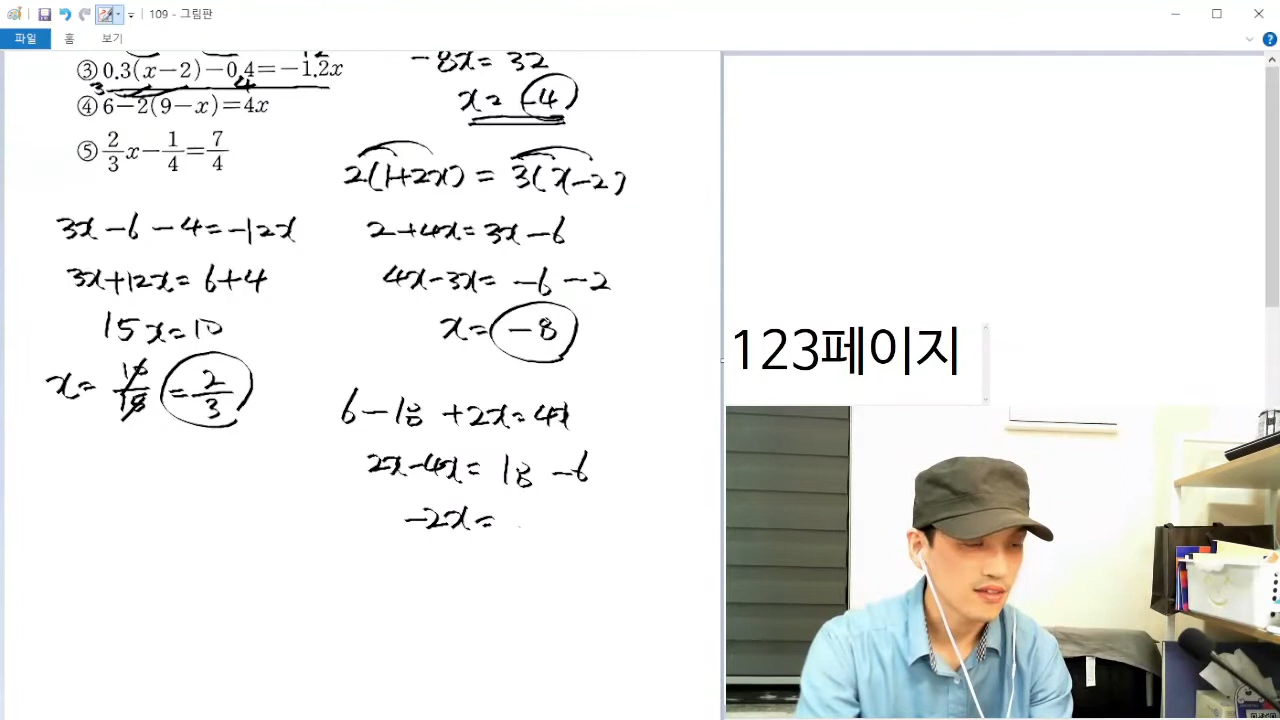 109 - 그림판
파일 홈 보기
③ 0.3(x-2)-0.4=-1.2x
3 4 12
④ 6-2(9-x)=4x
⑤ 2/3x-1/4=7/4
3x-6-4=-12x
3x+12x=6+4
15x=10
x=10/15=2/3
-8x=32
x=-4
2(1+2x)=3(x-2)
2+4x=3x-6
4x-3x=-6-2
x=-8
6-18+2x=4x
2x-4x=18-6
-2x=
123페이지